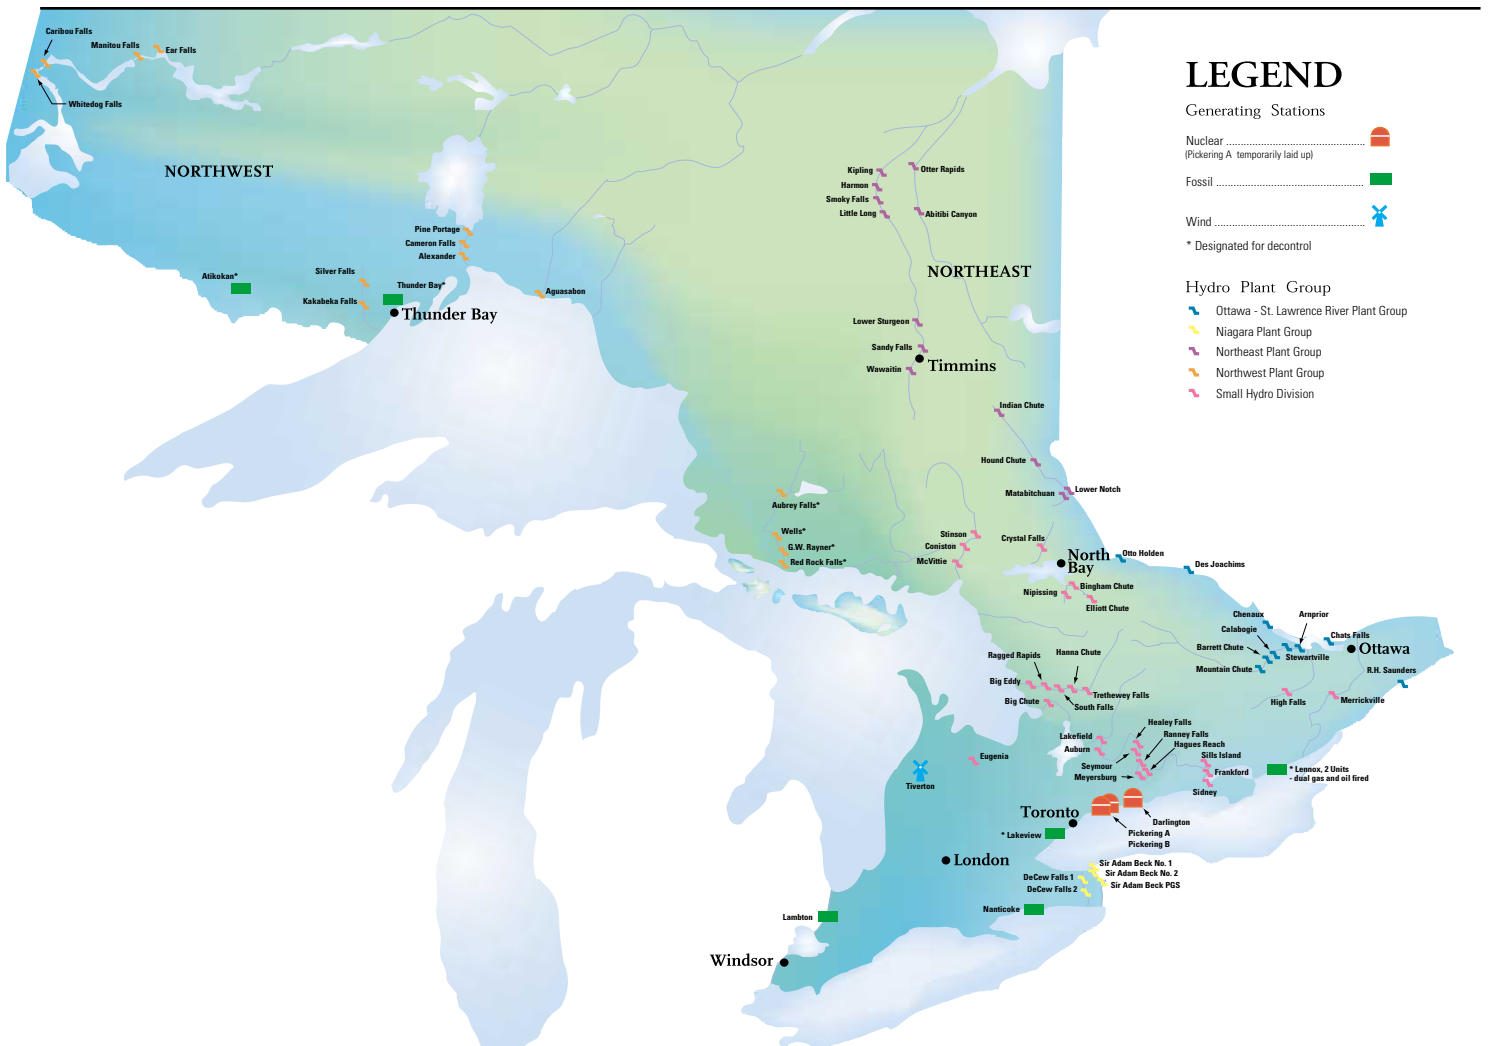 Caribou Falls
Manitou Falls
Ear Falls
Whitedog Falls
NORTHWEST
Pine Portage
Cameron Falls
Alexander
Silver Falls
Atikokan*
Thunder Bay*
Kakabeka Falls
Thunder Bay
Aguasabon
Kipling
Otter Rapids
Harmon
Smoky Falls
Little Long
Abitibi Canyon
NORTHEAST
Lower Sturgeon
Sandy Falls
Timmins
Wawaitin
Indian Chute
Hound Chute
Matabitchuan
Lower Notch
Aubrey Falls*
Wells*
G.W. Rayner*
Red Rock Falls*
Stinson
Coniston
McVittie
Crystal Falls
North
Bay
Otto Holden
Des Joachims
Nipissing
Bingham Chute
Elliott Chute
Chenaux
Arnprior
Calabogie
Chats Falls
Barrett Chute
Stewartville
Ottawa
Mountain Chute
R.H. Saunders
High Falls
Merrickville
Ragged Rapids
Hanna Chute
Big Eddy
Trethewey Falls
Big Chute
South Falls
Healey Falls
Lakefield
Ranney Falls
Auburn
Hagues Reach
Seymour
Sills Island
Meyersburg
Frankford
Sidney
* Lennox, 2 Units
- dual gas and oil fired
Eugenia
Tiverton
Toronto
Darlington
Pickering A
Pickering B
* Lakeview
London
Sir Adam Beck No. 1
Sir Adam Beck No. 2
DeCew Falls 1
Sir Adam Beck PGS
DeCew Falls 2
Nanticoke
Lambton
Windsor
LEGEND
Generating Stations
Nuclear ..................................................
(Pickering A temporarily laid up)
Fossil ......................................................
Wind ......................................................
* Designated for decontrol
Hydro Plant Group
Ottawa - St. Lawrence River Plant Group
Niagara Plant Group
Northeast Plant Group
Northwest Plant Group
Small Hydro Division